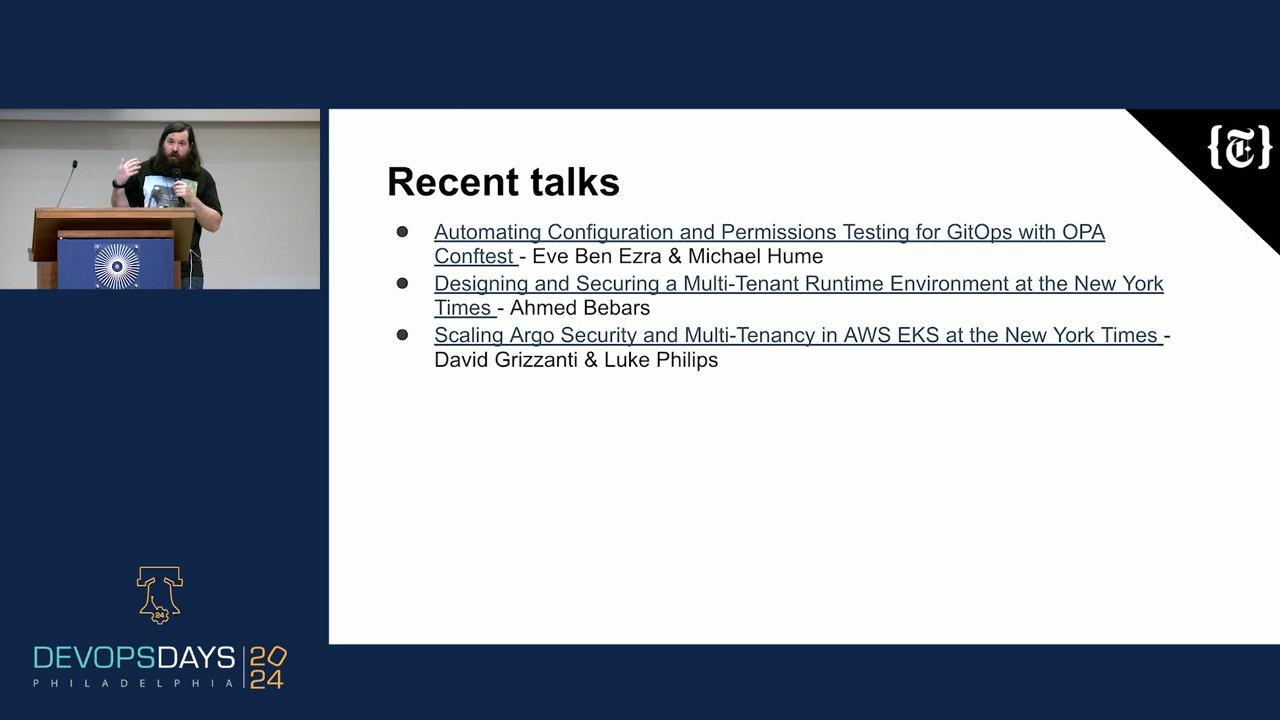 Recent talks
Automating Configuration and Permissions Testing for GitOps with OPA
Conftest - Eve Ben Ezra & Michael Hume
Designing and Securing a Multi-Tenant Runtime Environment at the New York
Times - Ahmed Bebars
Scaling Argo Security and Multi-Tenancy in AWS EKS at the New York Times -
David Grizzanti & Luke Philips
{T}
24
DEVOPSDAYS
PHILADELPHIA
20
24